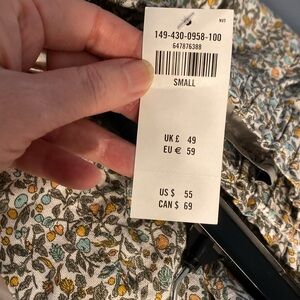 149-430-0958-100
647876388
SMALL
UK £ 49
EU € 59
US $ 55
CAN $ 69